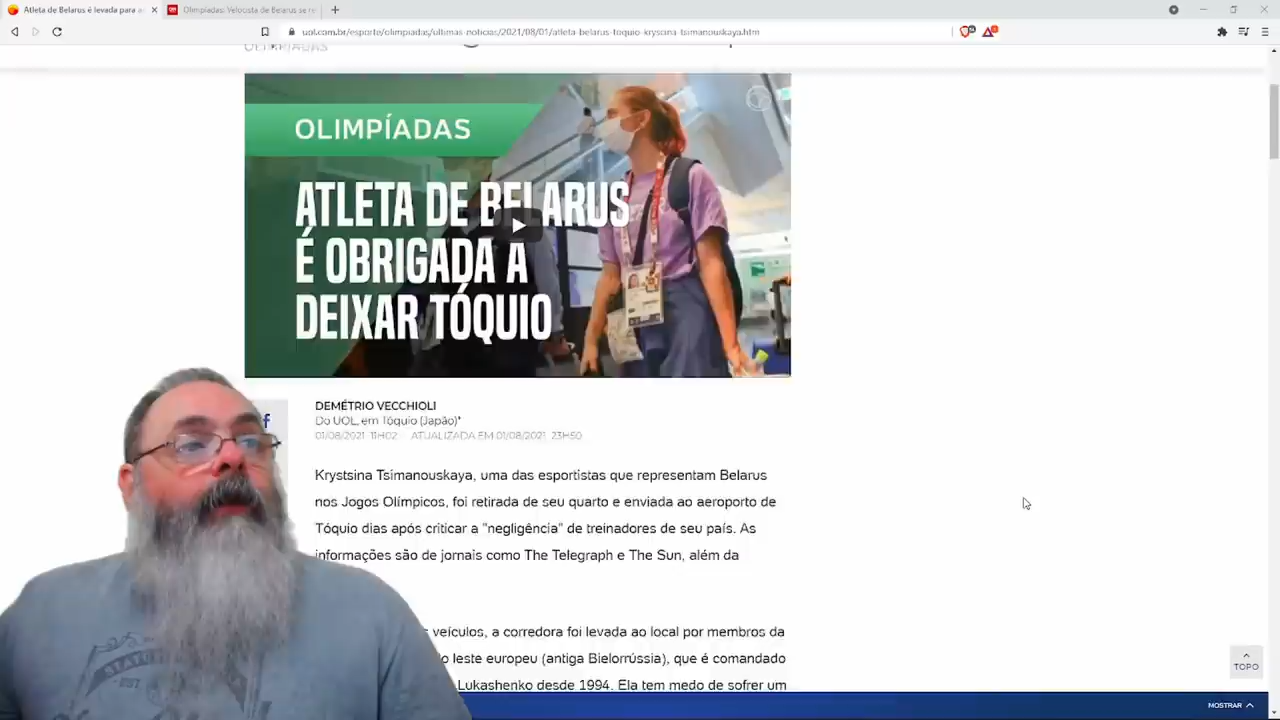 Atleta de Belarus é levada para a
Olimpíadas: Velocista de Belarus se
uol.com.br/esporte/olimpiadas/ultimas-noticias/2021/08/01/atleta-belarus-toquio-kryscina-tsimanouskaya.htm
OLIMPÍADAS
ATLETA DE BELARUS
É OBRIGADA A
DEIXAR TÓQUIO
DEMÉTRIO VECCHIOLI
Do UOL, em Tóquio (Japão)*
01/08/2021 11H02 ATUALIZADA EM 01/08/2021 23H50
Krystsina Tsimanouskaya, uma das esportistas que representam Belarus
nos Jogos Olímpicos, foi retirada de seu quarto e enviada ao aeroporto de
Tóquio dias após criticar a "negligência" de treinadores de seu país. As
informações são de jornais como The Telegraph e The Sun, além da
veículos, a corredora foi levada ao local por membros da
leste europeu (antiga Bielorrússia), que é comandado
Lukashenko desde 1994. Ela tem medo de sofrer um
TOPO
MOSTRAR